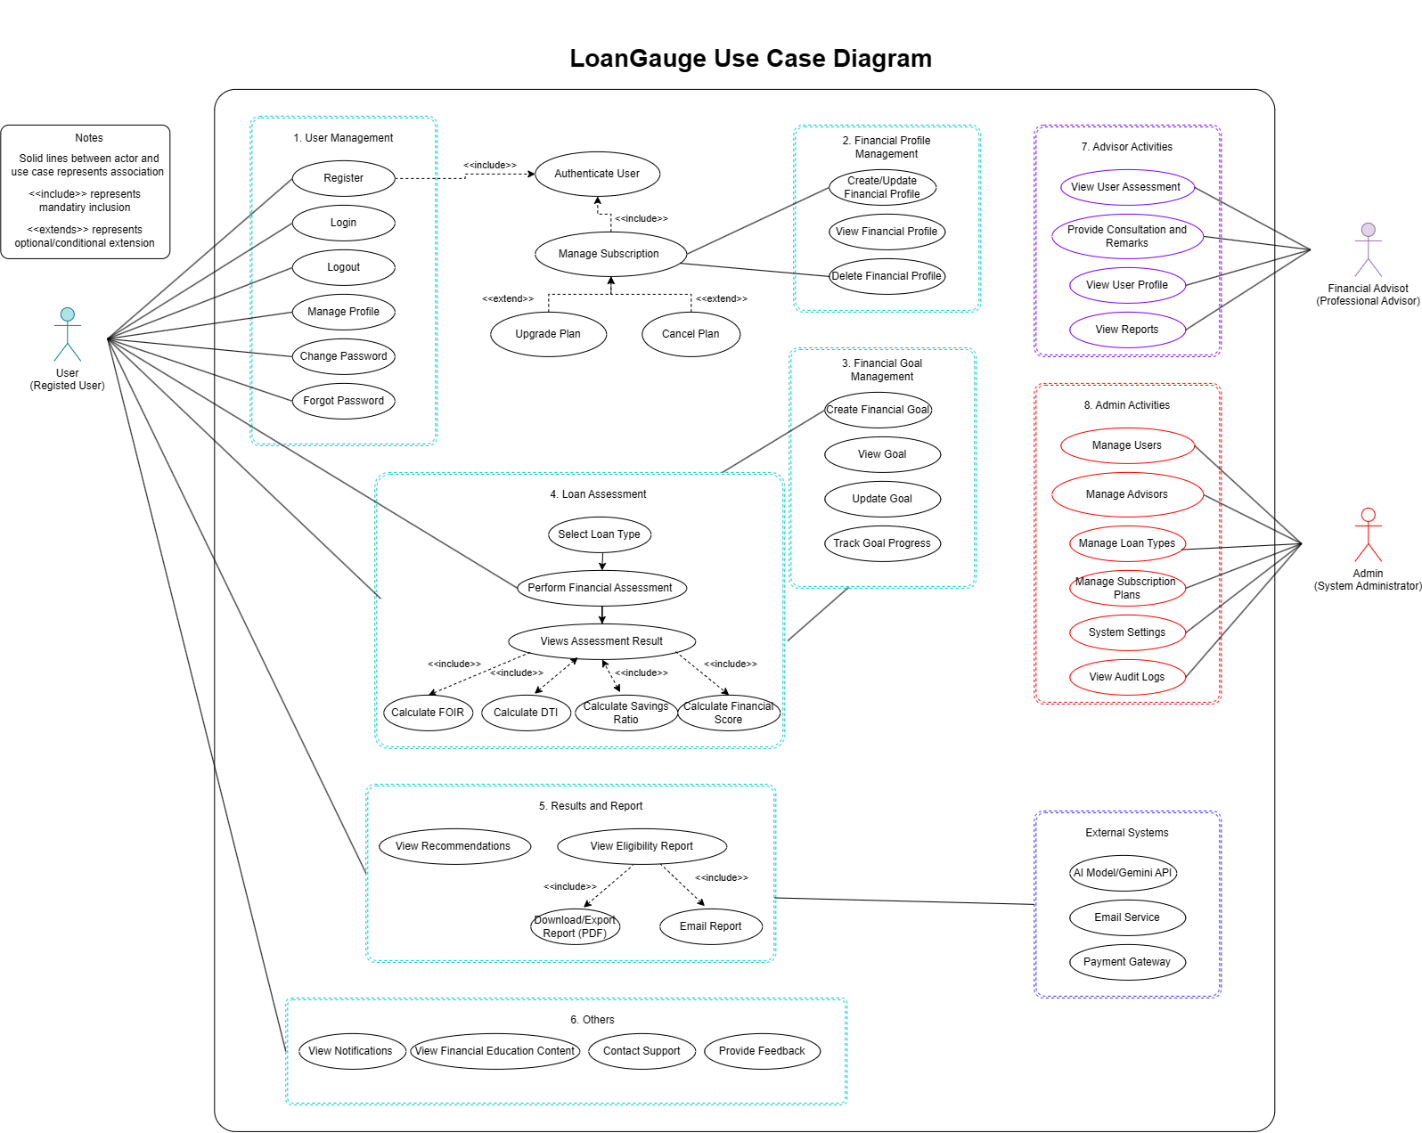 LoanGauge Use Case Diagram
Notes
Solid lines between actor and
use case represents association
<<include>> represents
mandatiry inclusion
<<extends>> represents
optional/conditional extension
User
(Registed User)
1. User Management
Register
Login
Logout
Manage Profile
Change Password
Forgot Password
<<include>>
Authenticate User
<<include>>
Manage Subscription
<<extend>>
<<extend>>
Upgrade Plan
Cancel Plan
2. Financial Profile
Management
Create/Update
Financial Profile
View Financial Profile
Delete Financial Profile
3. Financial Goal
Management
Create Financial Goal
View Goal
Update Goal
Track Goal Progress
4. Loan Assessment
Select Loan Type
Perform Financial Assessment
Views Assessment Result
<<include>>
<<include>>
<<include>>
<<include>>
Calculate FOIR
Calculate DTI
Calculate Savings
Ratio
Calculate Financial
Score
5. Results and Report
View Recommendations
View Eligibility Report
<<include>>
<<include>>
Download/Export
Report (PDF)
Email Report
6. Others
View Notifications
View Financial Education Content
Contact Support
Provide Feedback
7. Advisor Activities
View User Assessment
Provide Consultation and
Remarks
View User Profile
View Reports
Financial Advisot
(Professional Advisor)
8. Admin Activities
Manage Users
Manage Advisors
Manage Loan Types
Manage Subscription
Plans
System Settings
View Audit Logs
Admin
(System Administrator)
External Systems
AI Model/Gemini API
Email Service
Payment Gateway